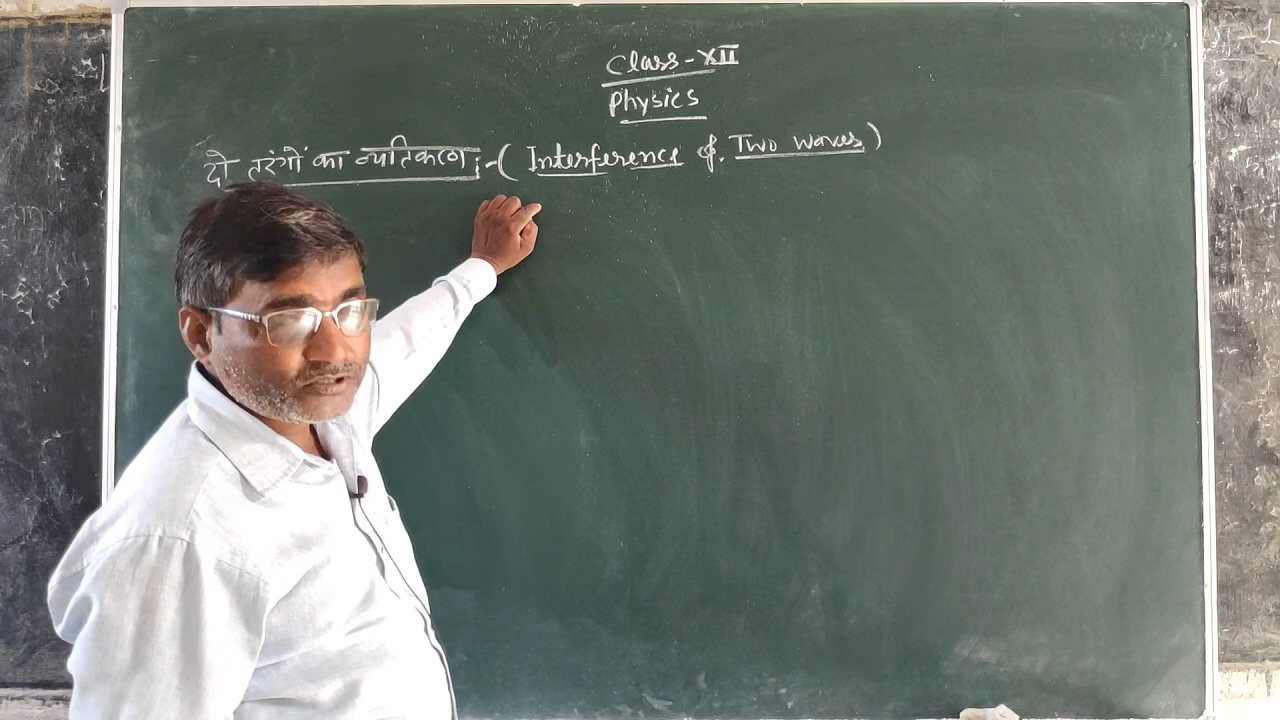 Class-XII
Physics
दो तरंगों का व्यतिकरण :-( Interference of. Two waves)